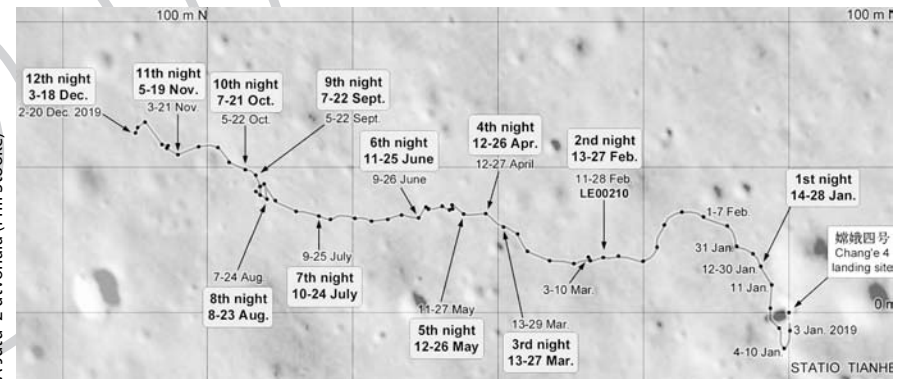 100 m N
100 m N
12th night
3-18 Dec.
2-20 Dec. 2019
11th night
5-19 Nov.
3-21 Nov.
10th night
7-21 Oct.
5-22 Oct.
9th night
7-22 Sept.
5-22 Sept.
6th night
11-25 June
9-26 June
4th night
12-26 Apr.
12-27 April
2nd night
13-27 Feb.
11-28 Feb
LE00210
1st night
14-28 Jan.
1-7 Feb.
31 Jan.
12-30 Jan.
11 Jan.
嫦娥四号
Chang'e 4
landing site
0 m
3 Jan. 2019
4-10 Jan.
STATIO TIANHE
9-25 July
7th night
10-24 July
7-24 Aug.
8th night
8-23 Aug.
11-27 May
5th night
12-26 May
3-10 Mar.
13-29 Mar.
3rd night
13-27 Mar.